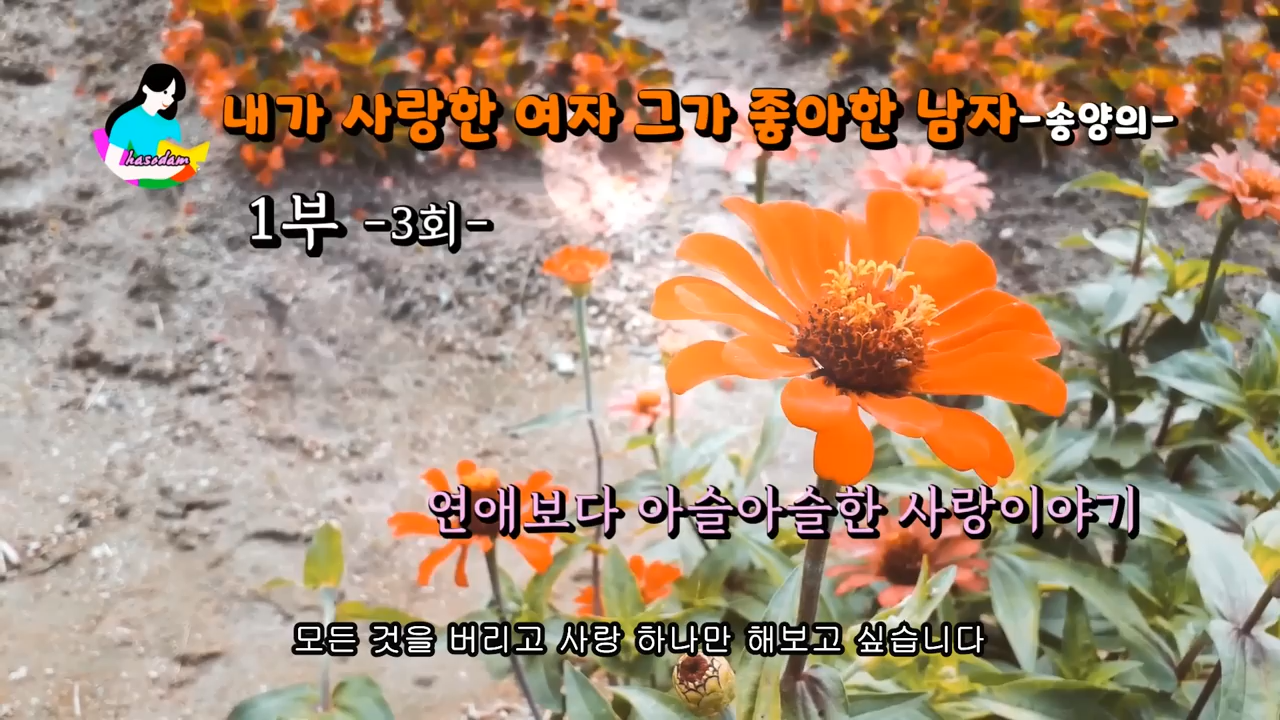 내가 사랑한 여자 그가 좋아한 남자-송양의-
hasodam
1부 -3회-
연애보다 아슬아슬한 사랑이야기
모든 것을 버리고 사랑 하나만 해보고 싶습니다